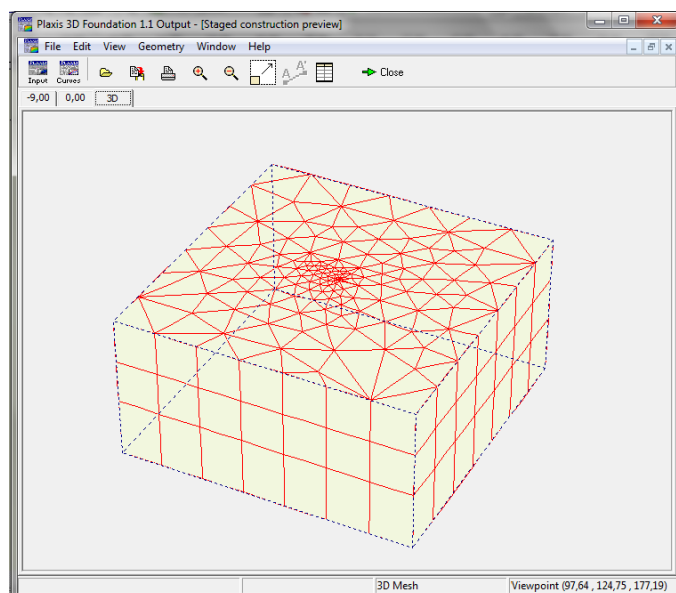 Plaxis 3D Foundation 1.1 Output - [Staged construction preview]
File Edit View Geometry Window Help
Input Curves Close
-9,00 0,00 3D
3D Mesh Viewpoint (97,64 , 124,75 , 177,19)